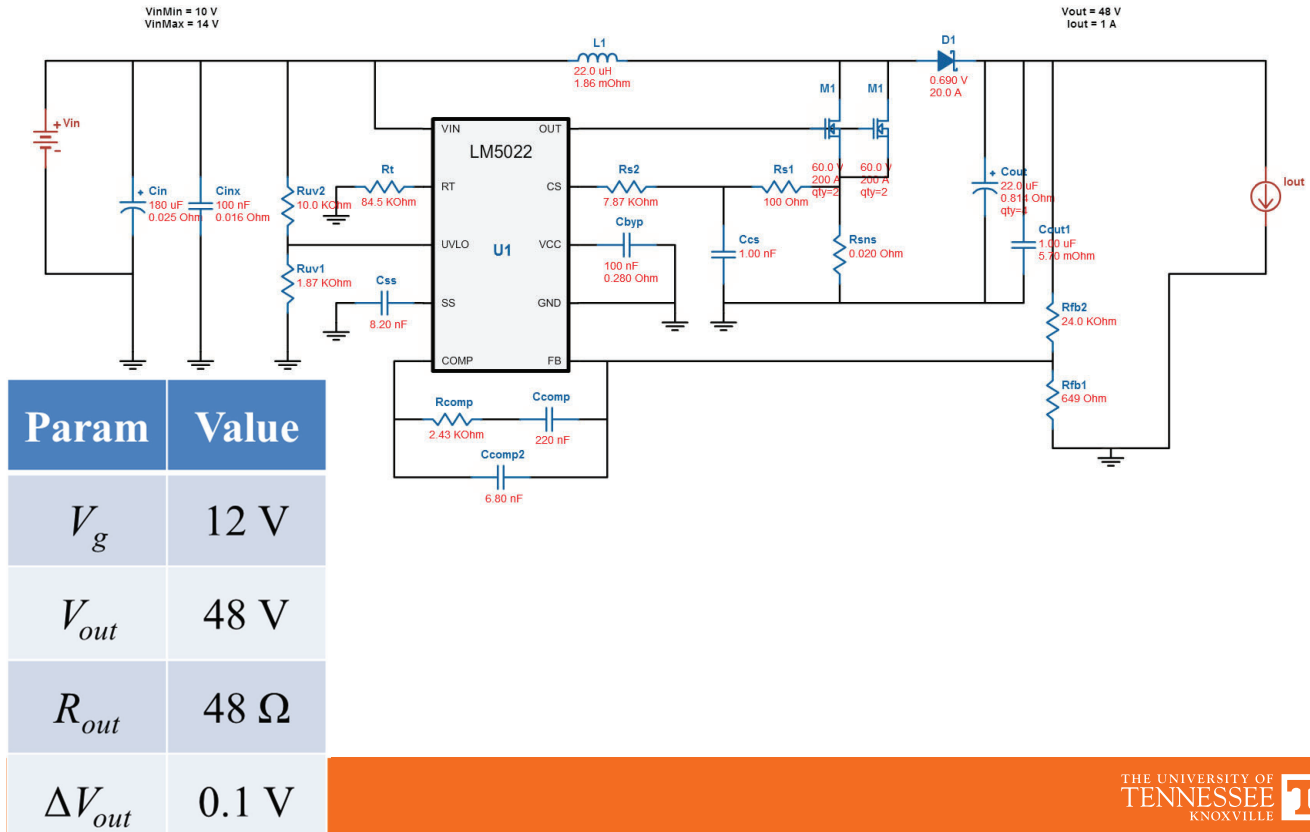 VinMin = 10 V
VinMax = 14 V
Vout = 48 V
Iout = 1 A
L1
22.0 uH
1.86 mOhm
D1
0.690 V
20.0 A
M1
M1
60.0 V
200 A
qty=2
60.0 V
200 A
qty=2
+ Vin
-
VIN
OUT
LM5022
RT
CS
UVLO
VCC
U1
SS
GND
COMP
FB
+ Cin
180 uF
0.025 Ohm
Cinx
100 nF
0.016 Ohm
Ruv2
10.0 KOhm
Ruv1
1.87 KOhm
Rt
84.5 KOhm
Css
8.20 nF
Rs2
7.87 KOhm
Rs1
100 Ohm
Cbyp
100 nF
0.280 Ohm
Ccs
1.00 nF
Rsns
0.020 Ohm
+ Cout
22.0 uF
0.814 Ohm
qty=4
Cout1
1.00 uF
5.70 mOhm
Iout
Rfb2
24.0 KOhm
Rfb1
649 Ohm
Rcomp
2.43 KOhm
Ccomp
220 nF
Ccomp2
6.80 nF
Param Value
Vg 12 V
Vout 48 V
Rout 48 Ω
ΔVout 0.1 V
THE UNIVERSITY OF
TENNESSEE
KNOXVILLE
T